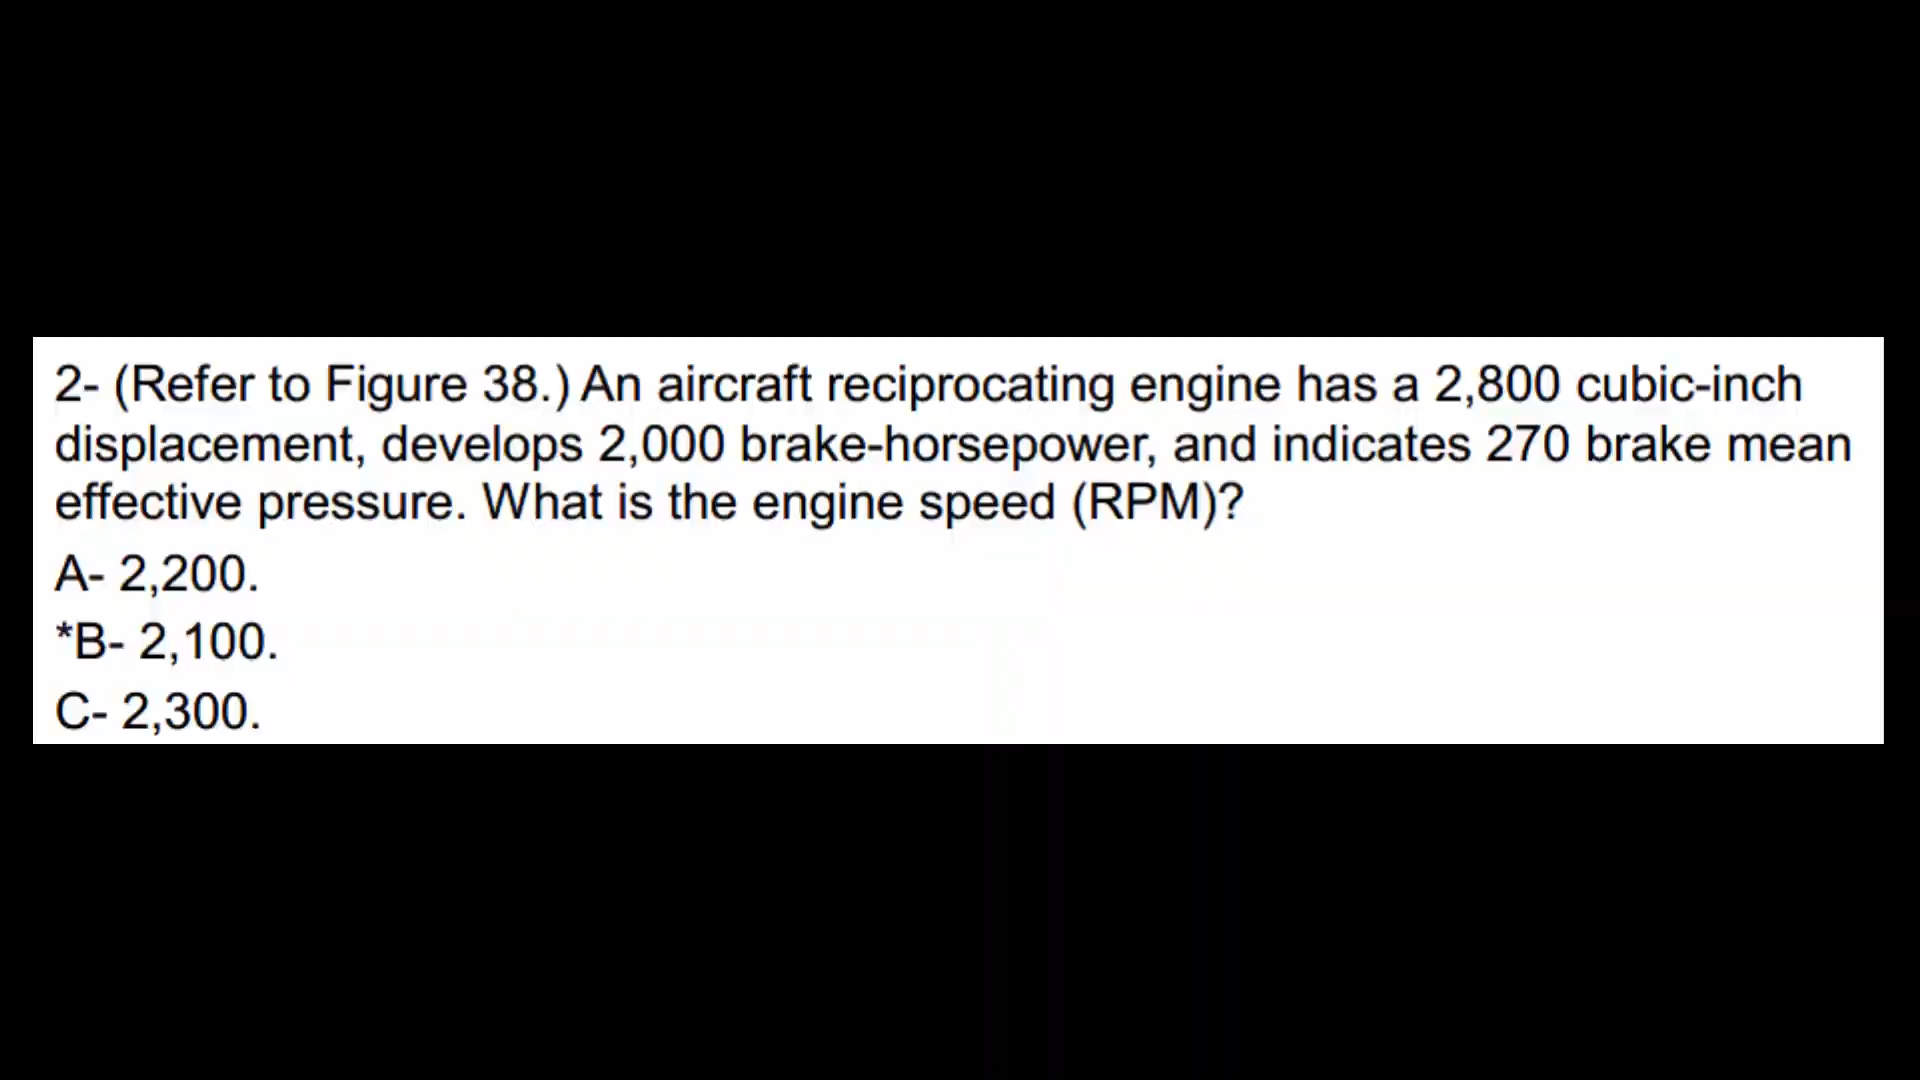 2- (Refer to Figure 38.) An aircraft reciprocating engine has a 2,800 cubic-inch
displacement, develops 2,000 brake-horsepower, and indicates 270 brake mean
effective pressure. What is the engine speed (RPM)?
A- 2,200.
*B- 2,100.
C- 2,300.